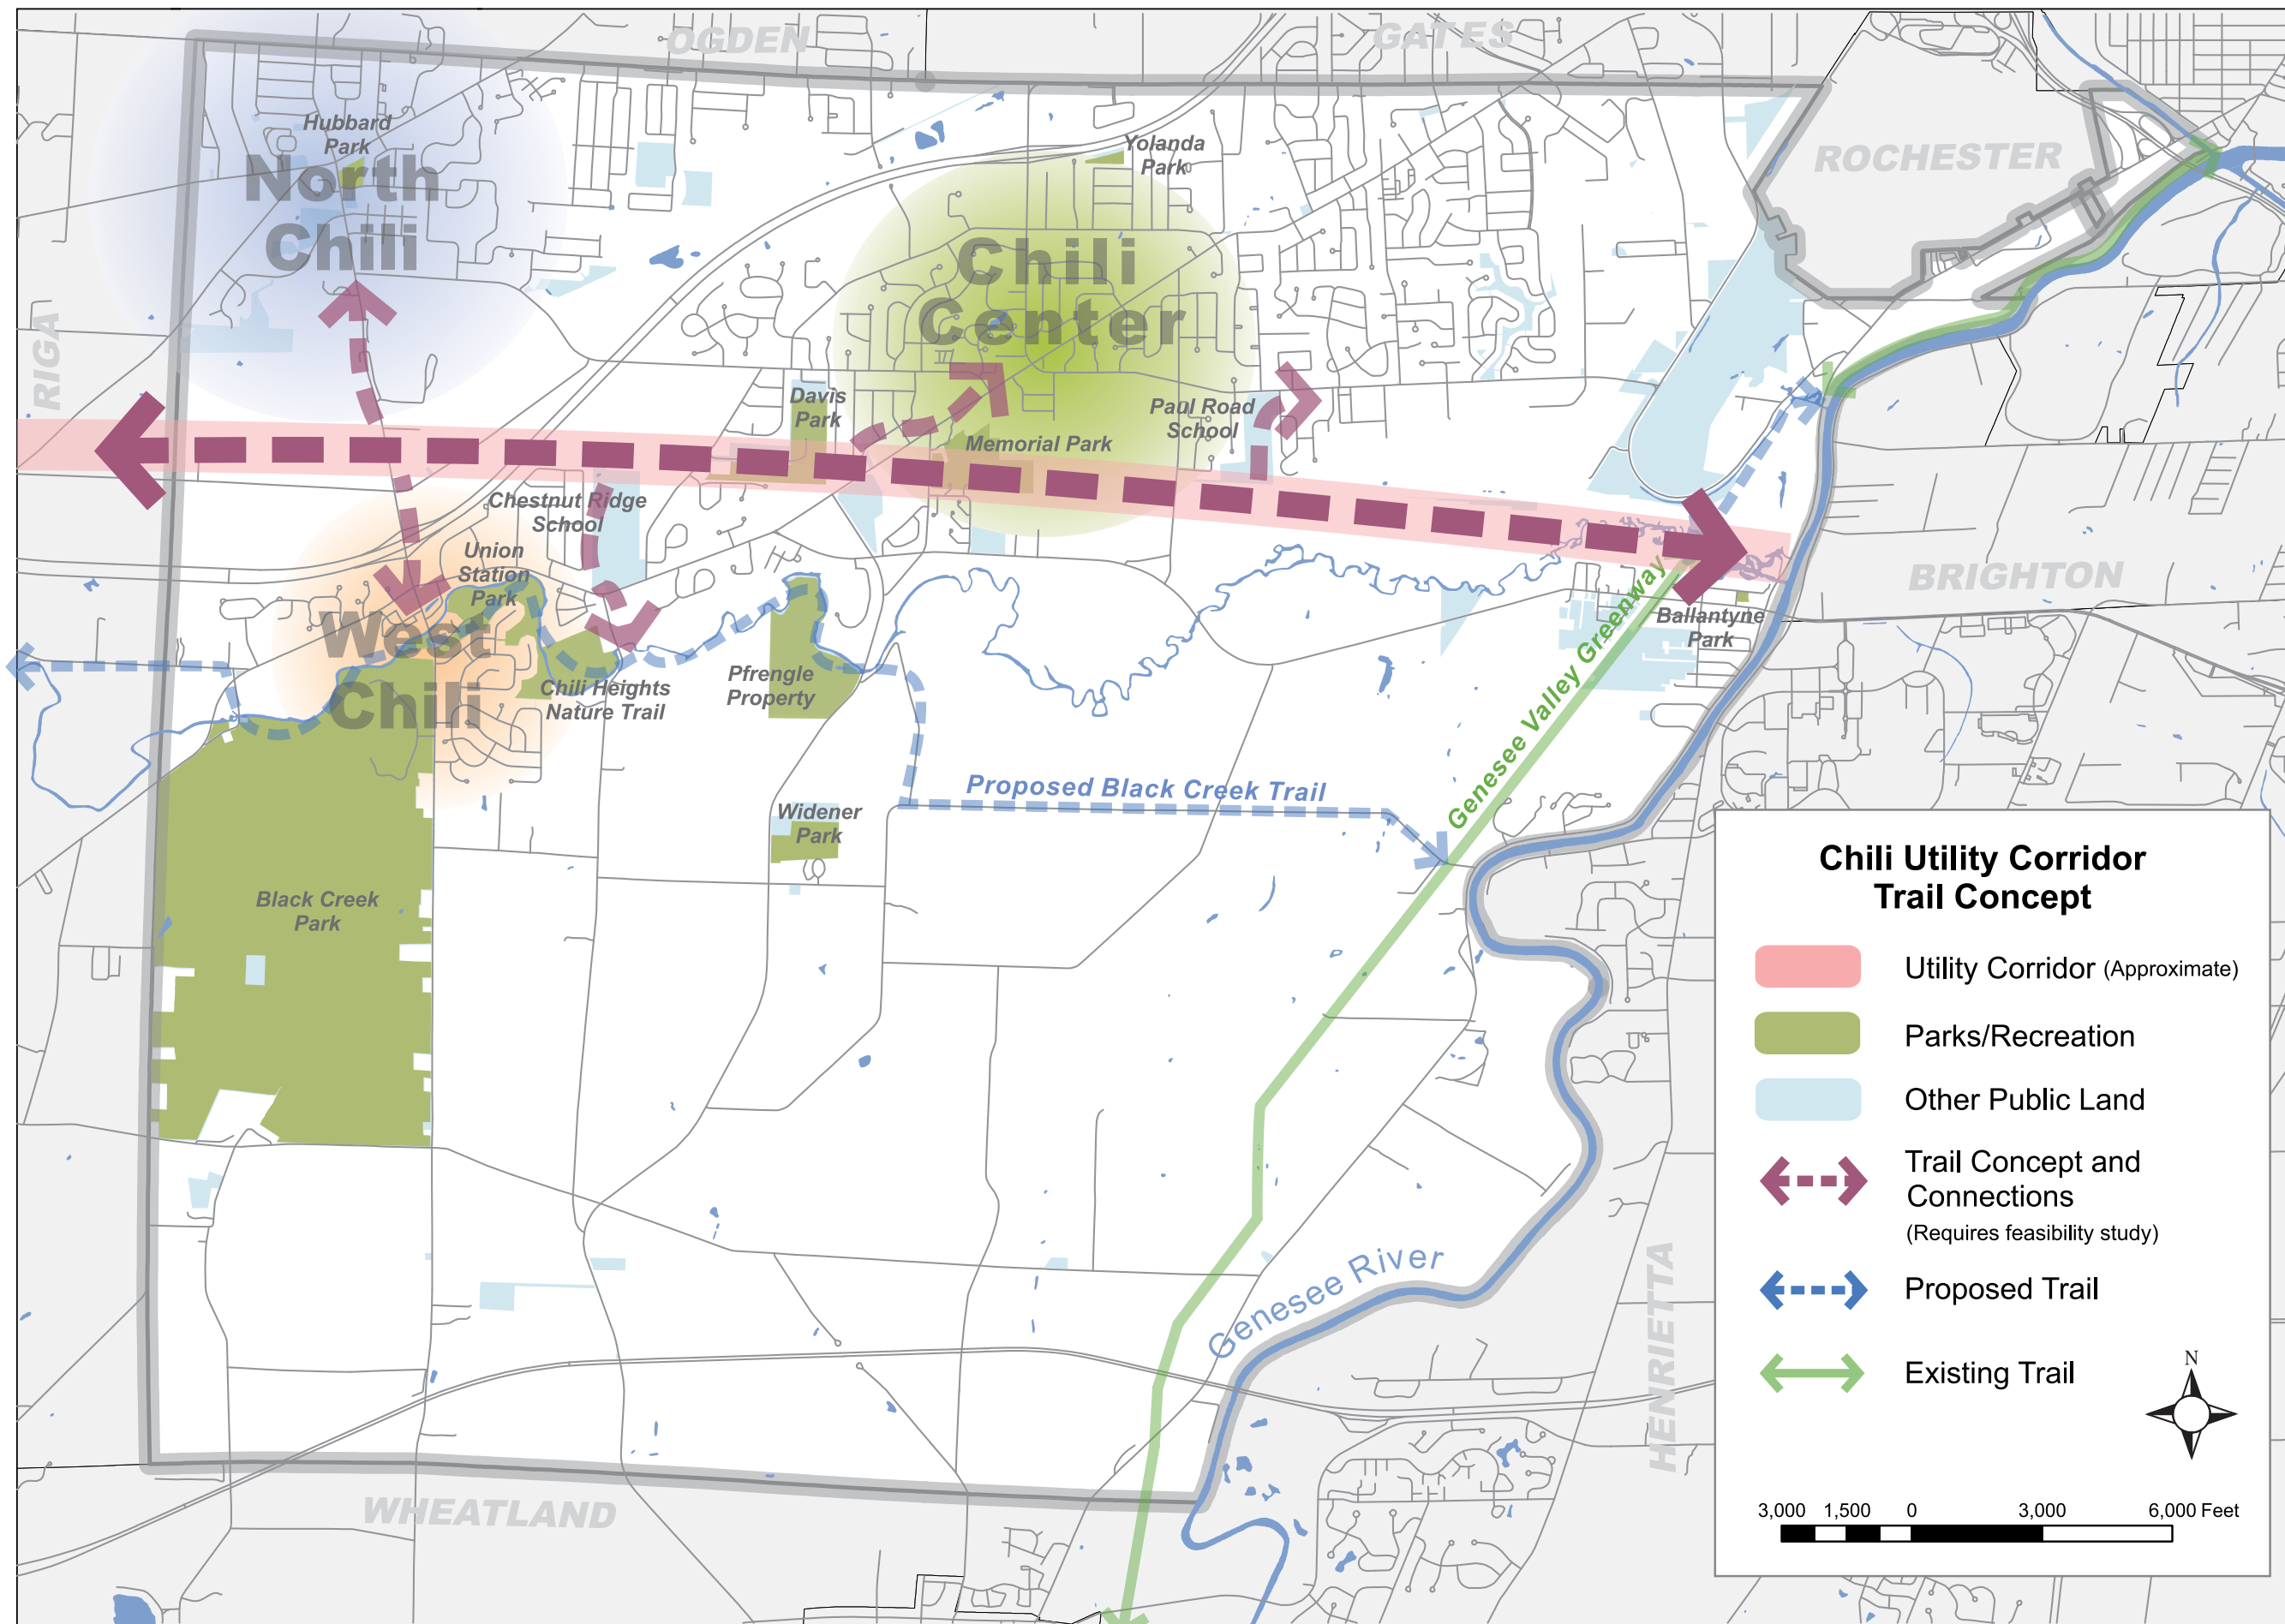 OGDEN
GATES
Hubbard
Park
North
Chili
Yolanda
Park
ROCHESTER
Chili
Center
RIGA
Davis
Park
Paul Road
School
Memorial Park
Chestnut Ridge
School
Union
Station
Park
West
Chili
BRIGHTON
Ballantyne
Park
Genesee Valley Greenway
Chili Heights
Nature Trail
Pfrengle
Property
Proposed Black Creek Trail
Widener
Park
Black Creek
Park
Genesee River
HENRIETTA
WHEATLAND
Chili Utility Corridor
Trail Concept
Utility Corridor (Approximate)
Parks/Recreation
Other Public Land
Trail Concept and
Connections
(Requires feasibility study)
Proposed Trail
Existing Trail
N
3,000 1,500 0 3,000 6,000 Feet